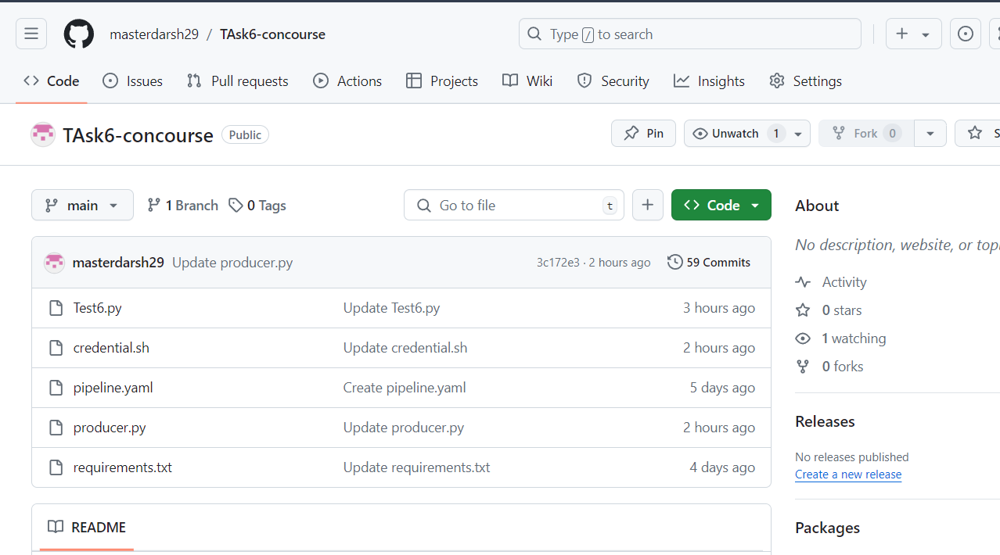 masterdarsh29 / TAsk6-concourse
Type / to search
Code Issues Pull requests Actions Projects Wiki Security Insights Settings
TAsk6-concourse Public
Pin Unwatch 1 Fork 0
main 1 Branch 0 Tags Go to file t Code
masterdarsh29 Update producer.py 3c172e3 · 2 hours ago 59 Commits
Test6.py Update Test6.py 3 hours ago
credential.sh Update credential.sh 2 hours ago
pipeline.yaml Create pipeline.yaml 5 days ago
producer.py Update producer.py 2 hours ago
requirements.txt Update requirements.txt 4 days ago
README
About
No description, website, or
Activity
0 stars
1 watching
0 forks
Releases
No releases published
Create a new release
Packages